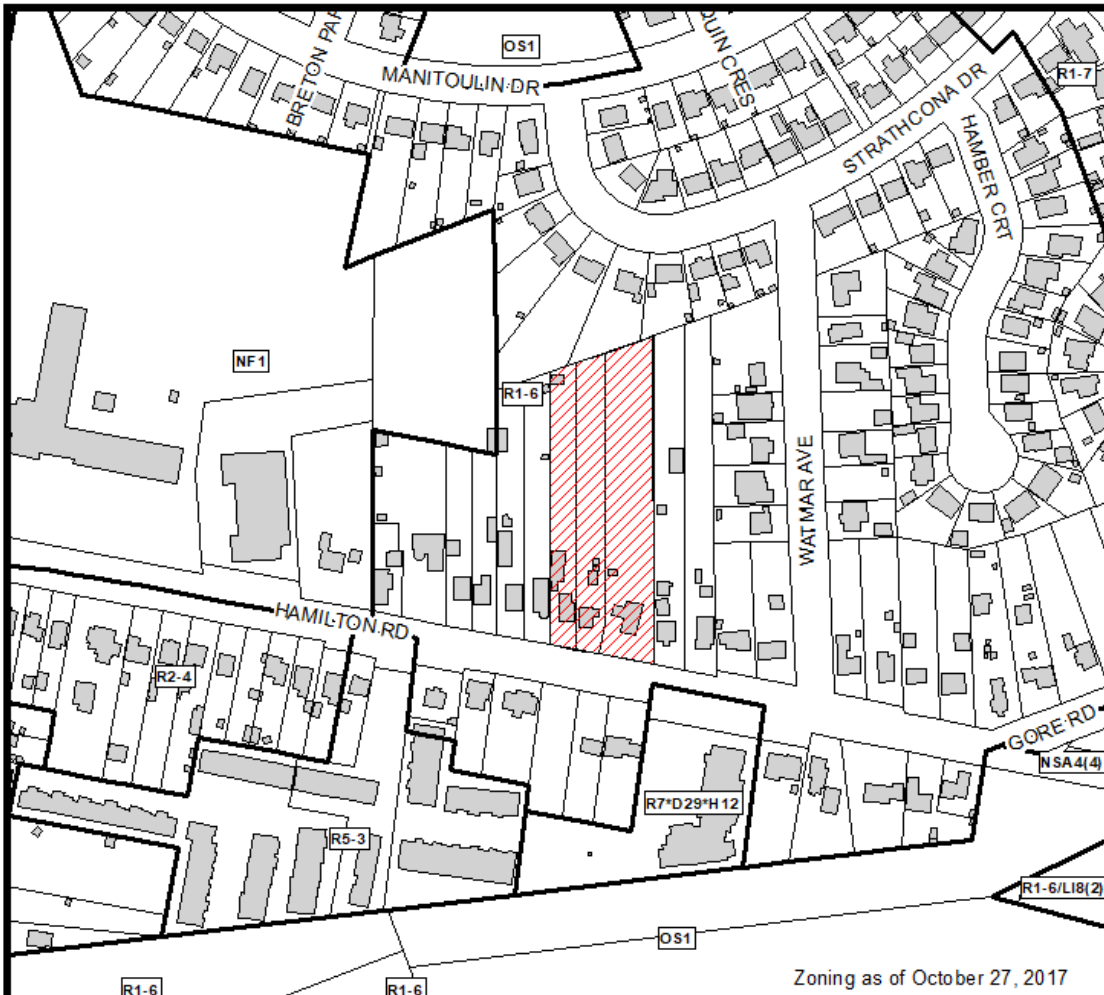 OS1
BRETON PAR
MANITOULIN DR
QUIN CRES
STRATHCONA DR
R1-7
HAMBER CRT
NF1
R1-6
WATMAR AVE
HAMILTON RD
R2-4
GORE RD
NSA4(4)
R7*D29*H12
R5-3
R1-6/LI8(2)
OS1
Zoning as of October 27, 2017
R1-6
R1-6